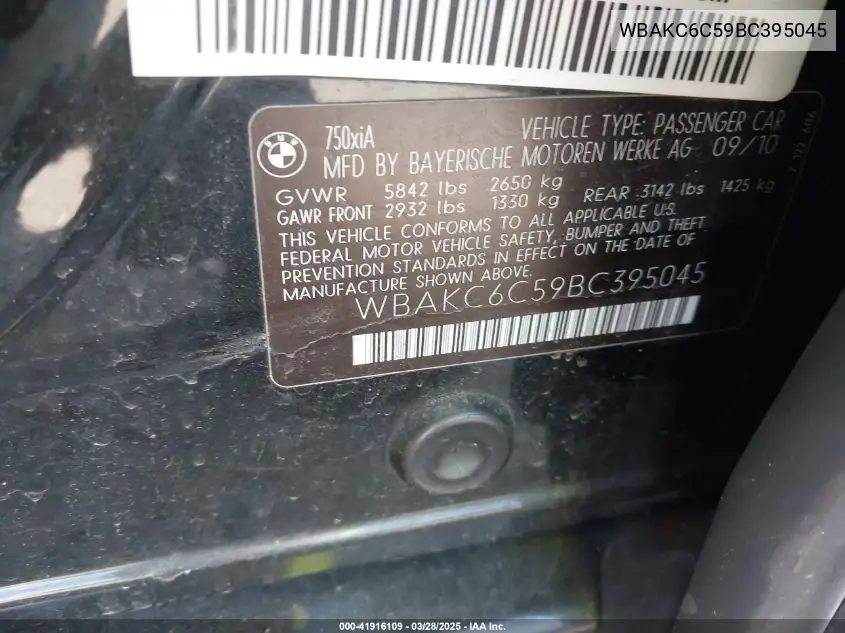 WBAKC6C59BC395045
BMW
750xiA
VEHICLE TYPE: PASSENGER CAR
MFD BY BAYERISCHE MOTOREN WERKE AG 09/10
GVWR 5842 lbs 2650 kg
GAWR FRONT 2932 lbs 1330 kg REAR 3142 lbs 1425 kg
THIS VEHICLE CONFORMS TO ALL APPLICABLE U.S.
FEDERAL MOTOR VEHICLE SAFETY, BUMPER AND THEFT
PREVENTION STANDARDS IN EFFECT ON THE DATE OF
MANUFACTURE SHOWN ABOVE.
WBAKC6C59BC395045
000-41916109 - 03/28/2025 - IAA Inc.